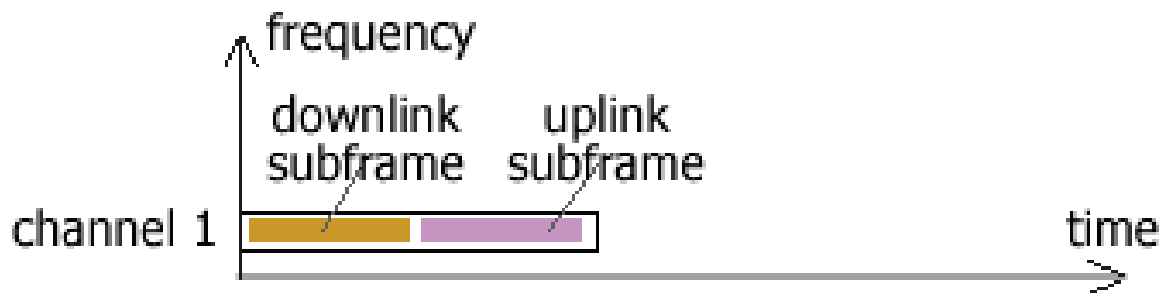 frequency
downlink
subframe
uplink
subframe
channel 1
time